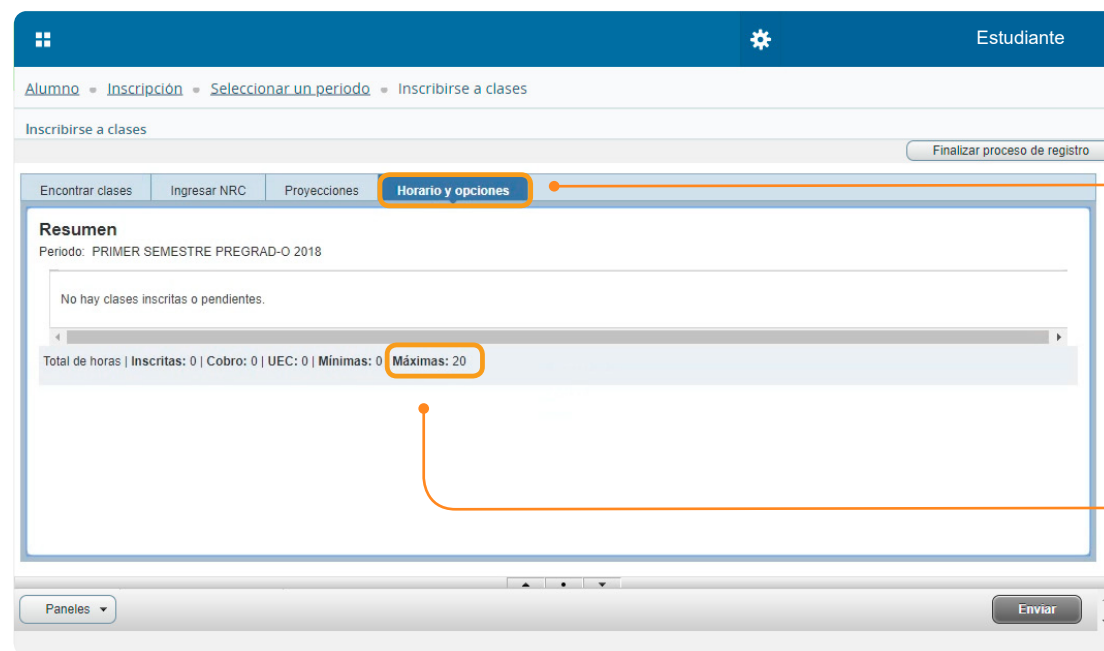 Estudiante
Alumno • Inscripción • Seleccionar un periodo • Inscribirse a clases
Inscribirse a clases
Finalizar proceso de registro
Encontrar clases Ingresar NRC Proyecciones Horario y opciones
Resumen
Periodo: PRIMER SEMESTRE PREGRAD-O 2018
No hay clases inscritas o pendientes.
Total de horas | Inscritas: 0 | Cobro: 0 | UEC: 0 | Mínimas: 0 Máximas: 20
Paneles Enviar